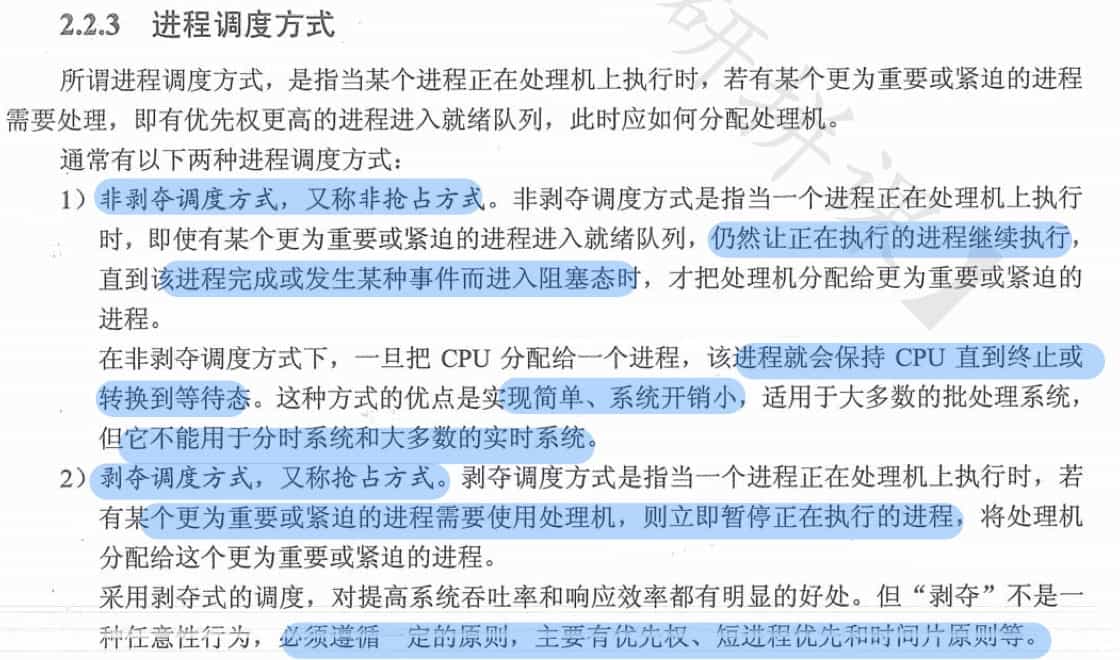 2.2.3 进程调度方式
所谓进程调度方式，是指当某个进程正在处理机上执行时，若有某个更为重要或紧迫的进程
需要处理，即有优先权更高的进程进入就绪队列，此时应如何分配处理机。
通常有以下两种进程调度方式：
1）非剥夺调度方式，又称非抢占方式。非剥夺调度方式是指当一个进程正在处理机上执行
时，即使有某个更为重要或紧迫的进程进入就绪队列，仍然让正在执行的进程继续执行，
直到该进程完成或发生某种事件而进入阻塞态时，才把处理机分配给更为重要或紧迫的
进程。
在非剥夺调度方式下，一旦把 CPU 分配给一个进程，该进程就会保持 CPU 直到终止或
转换到等待态。这种方式的优点是实现简单、系统开销小，适用于大多数的批处理系统，
但它不能用于分时系统和大多数的实时系统。
2）剥夺调度方式，又称抢占方式。剥夺调度方式是指当一个进程正在处理机上执行时，若
有某个更为重要或紧迫的进程需要使用处理机，则立即暂停正在执行的进程，将处理机
分配给这个更为重要或紧迫的进程。
采用剥夺式的调度，对提高系统吞吐率和响应效率都有明显的好处。但“剥夺”不是一
种任意性行为，必须遵循一定的原则，主要有优先权、短进程优先和时间片原则等。